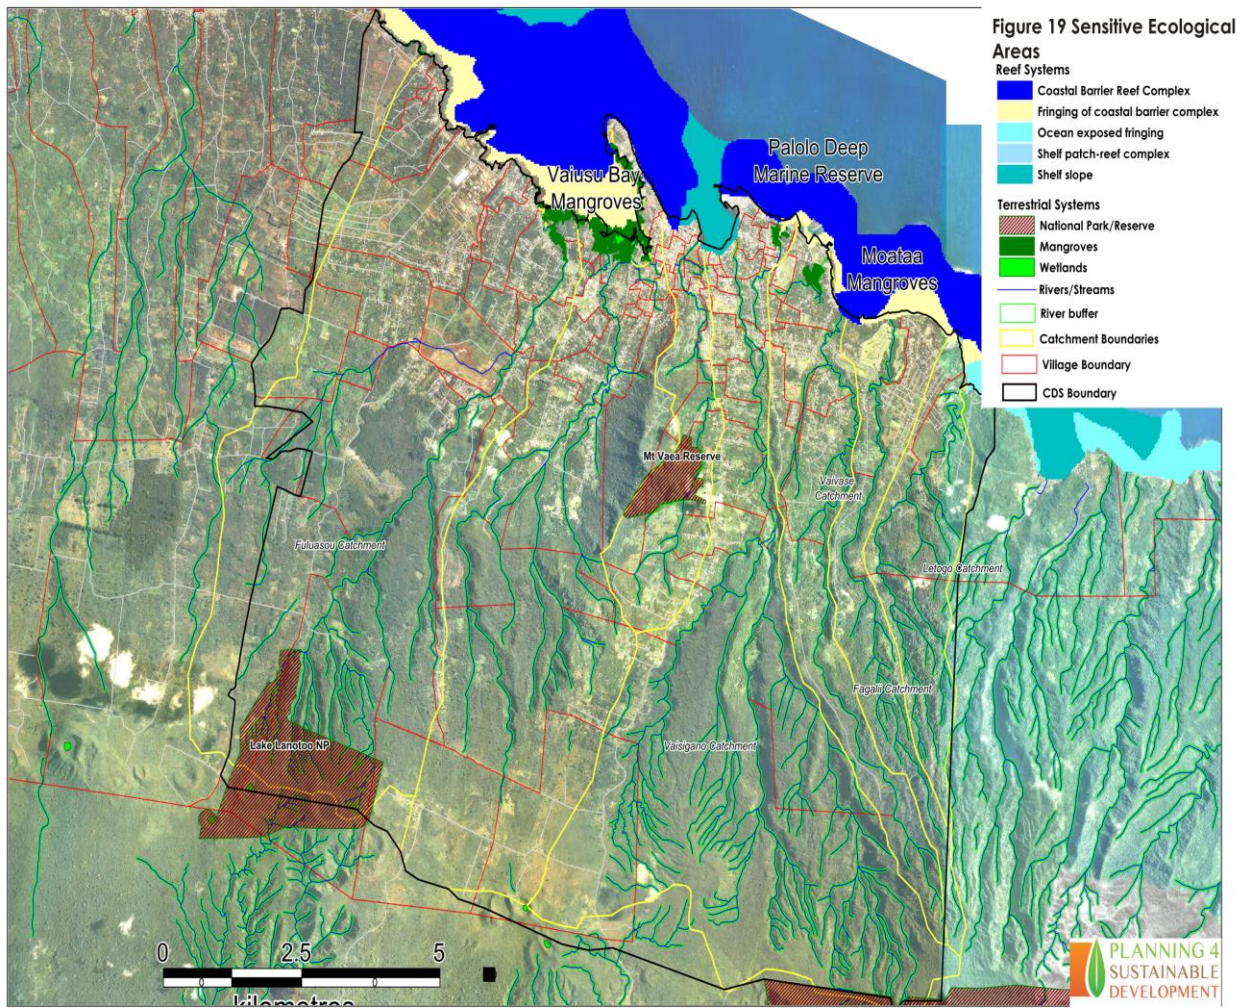 Figure 19 Sensitive Ecological
Areas
Reef Systems
Coastal Barrier Reef Complex
Fringing of coastal barrier complex
Ocean exposed fringing
Shelf patch-reef complex
Shelf slope
Terrestrial Systems
National Park/Reserve
Mangroves
Wetlands
Rivers/Streams
River buffer
Catchment Boundaries
Village Boundary
CDS Boundary
Palolo Deep
Marine Reserve
Vaiusu Bay
Mangroves
Moataa
Mangroves
Mt Vaea Reserve
Vaivase
Catchment
Fuluasou Catchment
Letogo Catchment
Fagalii Catchment
Lake Lanotoo NP
Vaisigano Catchment
0 2.5 5
kilometres
PLANNING 4
SUSTAINABLE
DEVELOPMENT